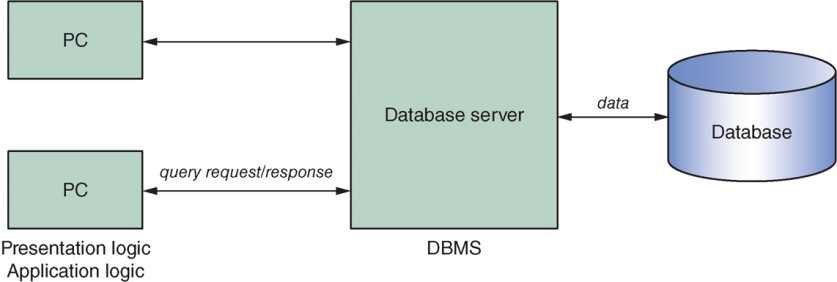 PC
Database server
data
Database
PC
query request/response
Presentation logic
Application logic
DBMS